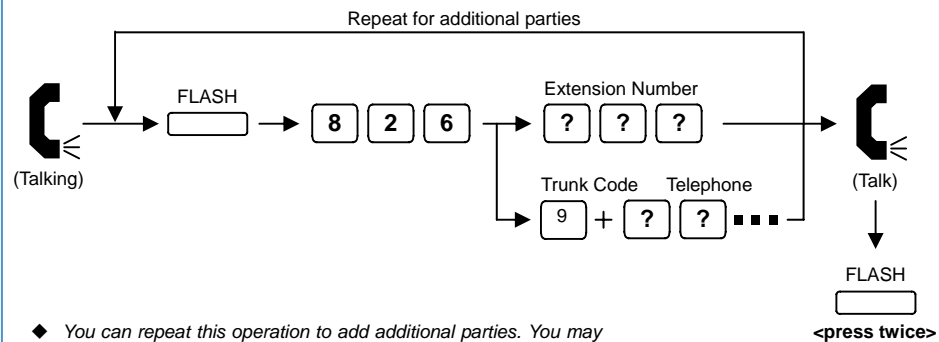 Repeat for additional parties
FLASH
8 2 6
Extension Number
? ? ?
(Talking)
Trunk Code Telephone
9 + ? ?
(Talk)
FLASH
<press twice>
◆ You can repeat this operation to add additional parties. You may